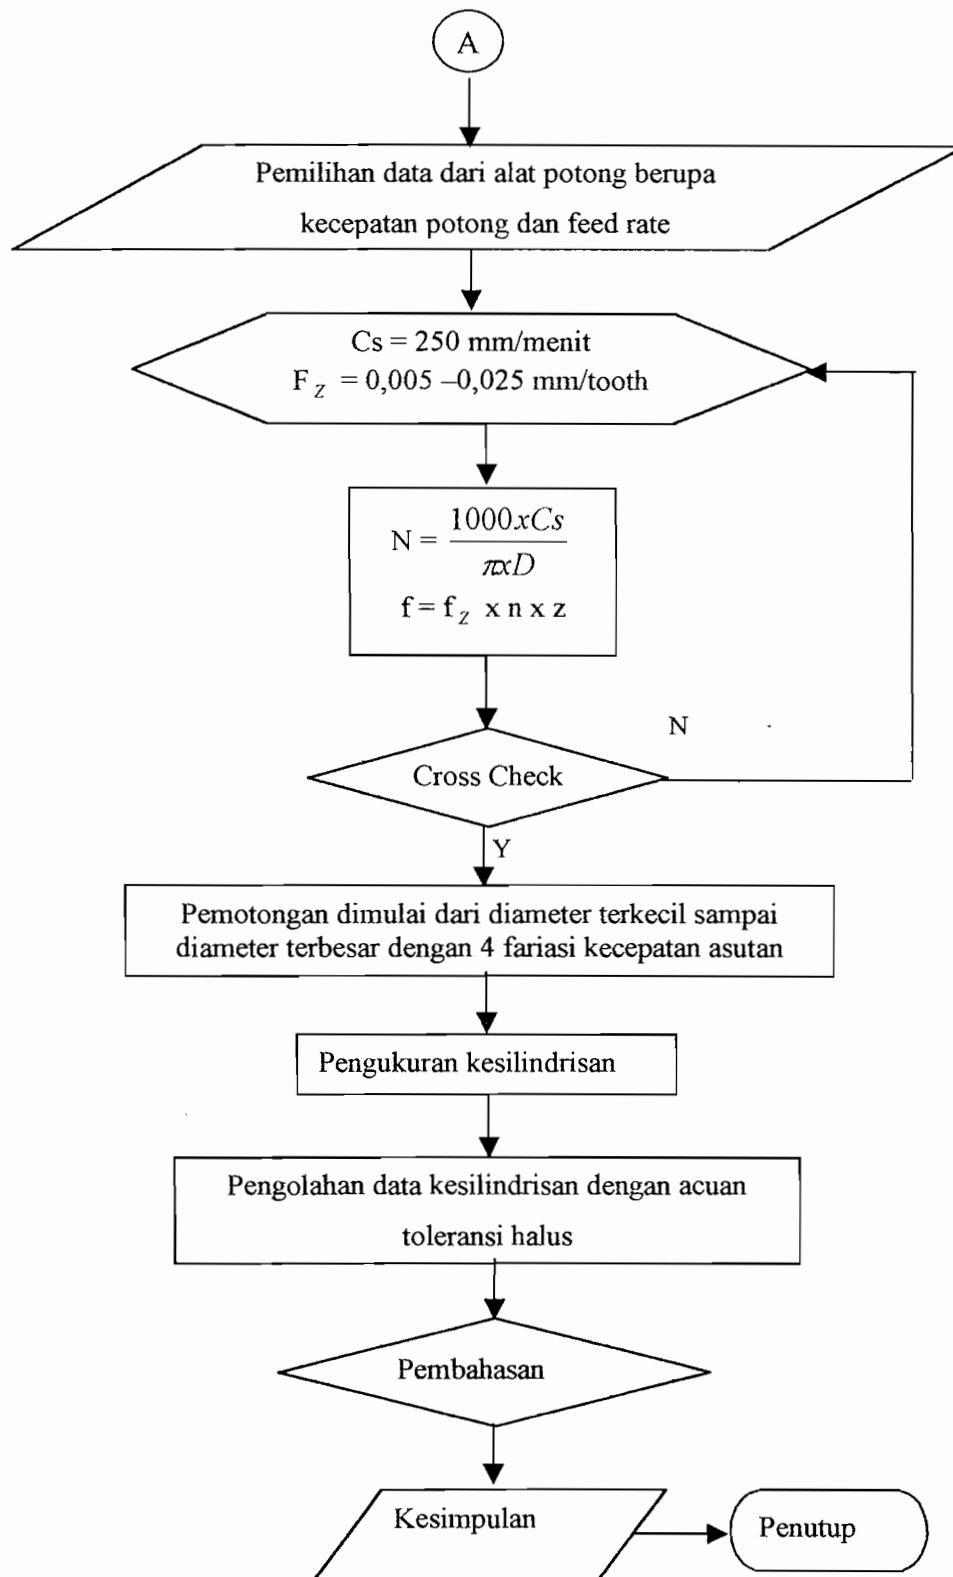 A
Pemilihan data dari alat potong berupa
kecepatan potong dan feed rate
Cs = 250 mm/menit
F Z = 0,005 –0,025 mm/tooth
N = 1000xCs / πxD
f = f Z x n x z
N
Cross Check
Y
Pemotongan dimulai dari diameter terkecil sampai
diameter terbesar dengan 4 fariasi kecepatan asutan
Pengukuran kesilindrisan
Pengolahan data kesilindrisan dengan acuan
toleransi halus
Pembahasan
Kesimpulan
Penutup